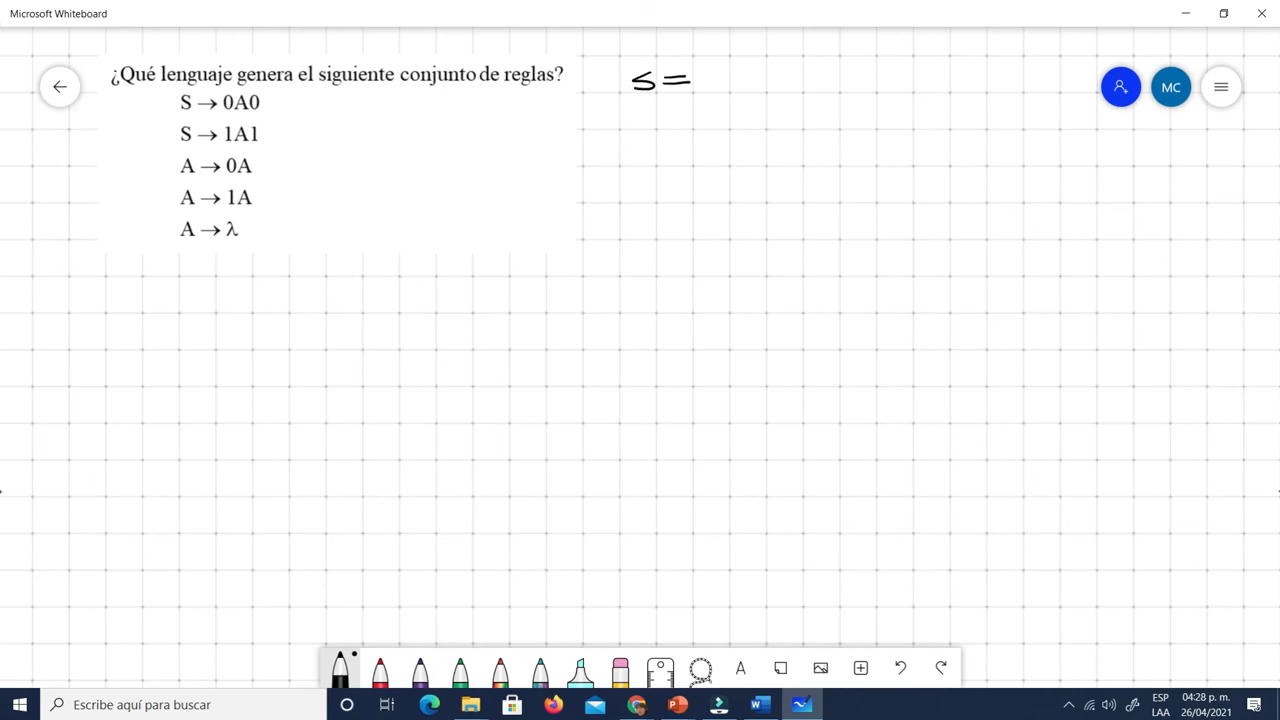 Microsoft Whiteboard
¿Qué lenguaje genera el siguiente conjunto de reglas?
S =
MC
S → 0A0
S → 1A1
A → 0A
A → 1A
A → λ
A
Escribe aquí para buscar
ESP
LAA
04:28 p. m.
26/04/2021